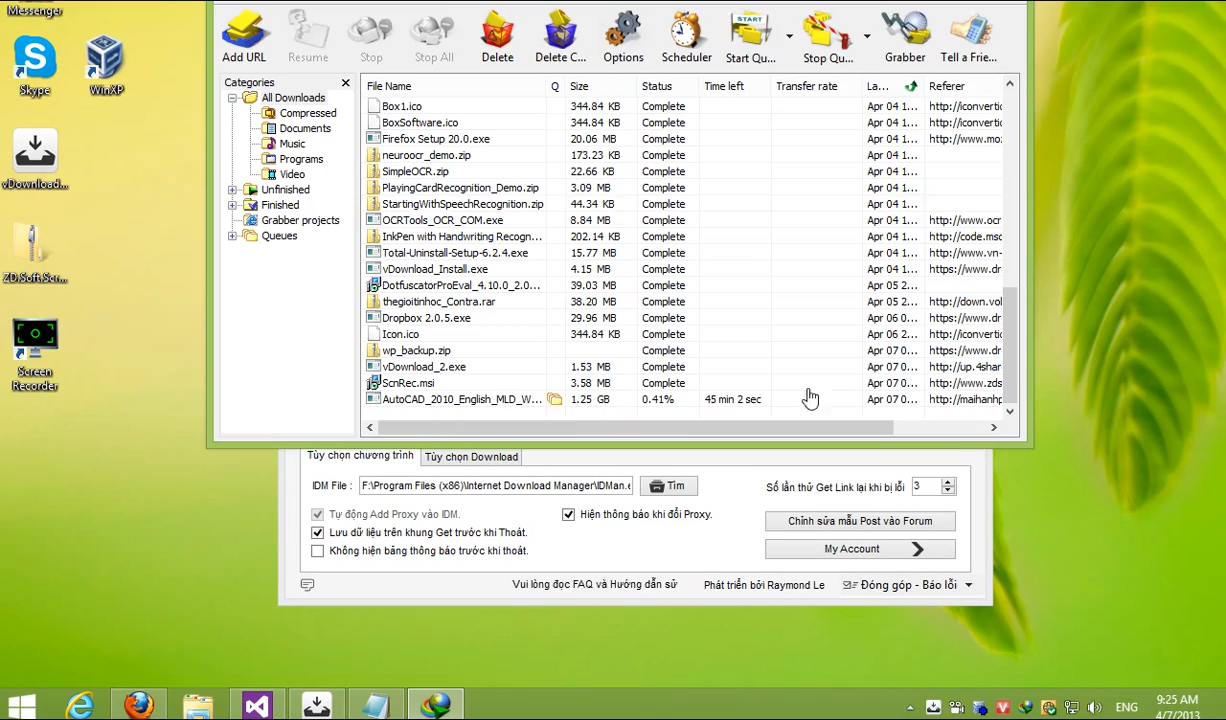 Messenger
Skype
WinXP
vDownload...
ZD.Soft.Scr...
Screen
Recorder
Add URL Resume Stop Stop All Delete Delete C... Options Scheduler Start Qu... Stop Qu... Grabber Tell a Frie...
Categories
All Downloads
Compressed
Documents
Music
Programs
Video
Unfinished
Finished
Grabber projects
Queues
File Name Q Size Status Time left Transfer rate La... Referer
Box1.ico 344.84 KB Complete Apr 04 1... http://iconvertic
BoxSoftware.ico 344.84 KB Complete Apr 04 1... http://iconvertic
Firefox Setup 20.0.exe 20.06 MB Complete Apr 04 1... http://www.moz
neuroocr_demo.zip 173.23 KB Complete Apr 04 1...
SimpleOCR.zip 22.66 KB Complete Apr 04 1...
PlayingCardRecognition_Demo.zip 3.09 MB Complete Apr 04 1...
StartingWithSpeechRecognition.zip 44.34 KB Complete Apr 04 1...
OCRTools_OCR_COM.exe 8.84 MB Complete Apr 04 1... http://www.ocr
InkPen with Handwriting Recogn... 202.14 KB Complete Apr 04 1... http://code.msc
Total-Uninstall-Setup-6.2.4.exe 15.77 MB Complete Apr 04 1... http://www.vn-
vDownload_Install.exe 4.15 MB Complete Apr 04 1... https://www.dr
DotfuscatorProEval_4.10.0_2.0... 39.03 MB Complete Apr 05 2...
thegioitinhoc_Contra.rar 38.20 MB Complete Apr 05 2... http://down.vol
Dropbox 2.0.5.exe 29.96 MB Complete Apr 06 0... https://www.dr
Icon.ico 344.84 KB Complete Apr 06 2... http://iconvertic
wp_backup.zip Complete Apr 07 0... https://www.dr
vDownload_2.exe 1.53 MB Complete Apr 07 0... http://up.4shar
ScnRec.msi 3.58 MB Complete Apr 07 0... http://www.zds
AutoCAD_2010_English_MLD_W... 1.25 GB 0.41% 45 min 2 sec Apr 07 0... http://maihanhp
Tùy chọn chương trình Tùy chọn Download
IDM File : F:\Program Files (x86)\Internet Download Manager\IDMan.e Tìm Số lần thử Get Link lại khi bị lỗi 3
Tự động Add Proxy vào IDM. Hiện thông báo khi đổi Proxy. Chỉnh sửa mẫu Post vào Forum
Lưu dữ liệu trên khung Get trước khi Thoát.
Không hiện bảng thông báo trước khi thoát. My Account
Vui lòng đọc FAQ và Hướng dẫn sử Phát triển bởi Raymond Le Đóng góp - Báo lỗi
ENG 9:25 AM
4/7/2013